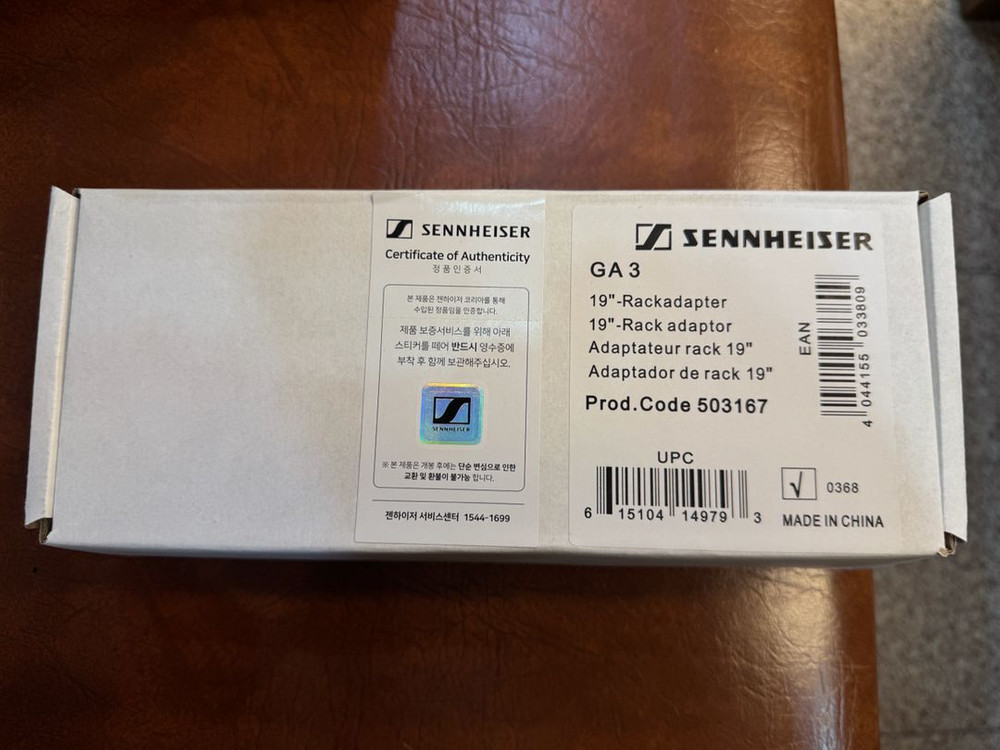 SENNHEISER
Certificate of Authenticity
정품인증서
본 제품은 젠하이저 코리아를 통해
수입된 정품임을 인증합니다.
제품 보증서비스를 위해 아래
스티커를 떼어 반드시 영수증에
부착 후 함께 보관해주십시오.
SENNHEISER
※ 본 제품은 개봉 후에는 단순 변심으로 인한
교환 및 환불이 불가능 합니다.
젠하이저 서비스센터 1544-1699
SENNHEISER
GA 3
19"-Rackadapter
19"-Rack adaptor
Adaptateur rack 19"
Adaptador de rack 19"
Prod.Code 503167
EAN
4 044155 033809
UPC
6 15104 14979 3
0368
MADE IN CHINA